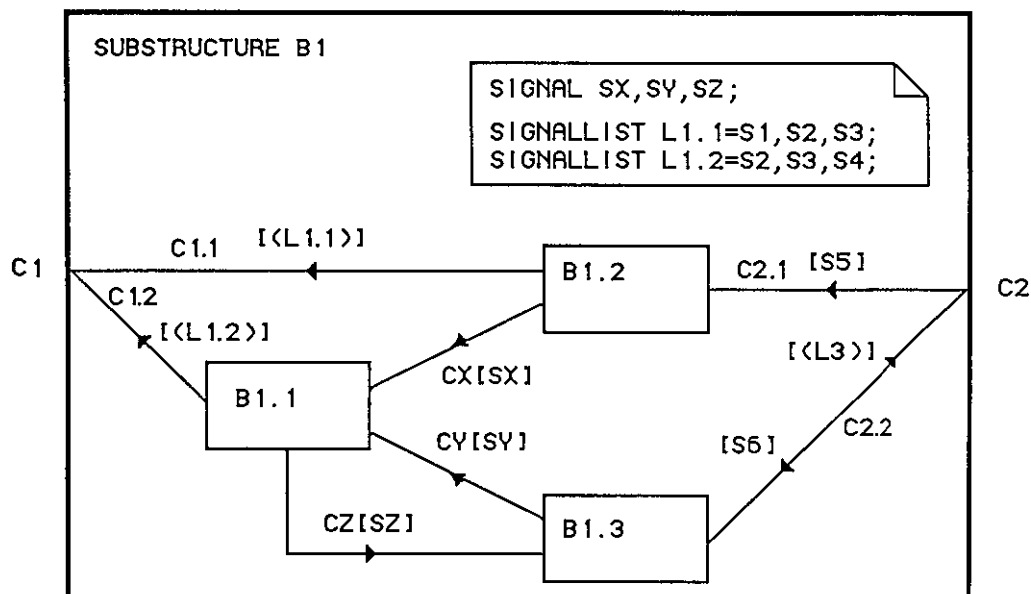 SUBSTRUCTURE B1
SIGNAL SX,SY,SZ;
SIGNALLIST L1.1=S1,S2,S3;
SIGNALLIST L1.2=S2,S3,S4;
C1
C1.1
[(L1.1)]
B1.2
C2.1
[S5]
C2
C1.2
[(L1.2)]
[(L3)]
CX[SX]
B1.1
C2.2
CY[SY]
[S6]
CZ[SZ]
B1.3